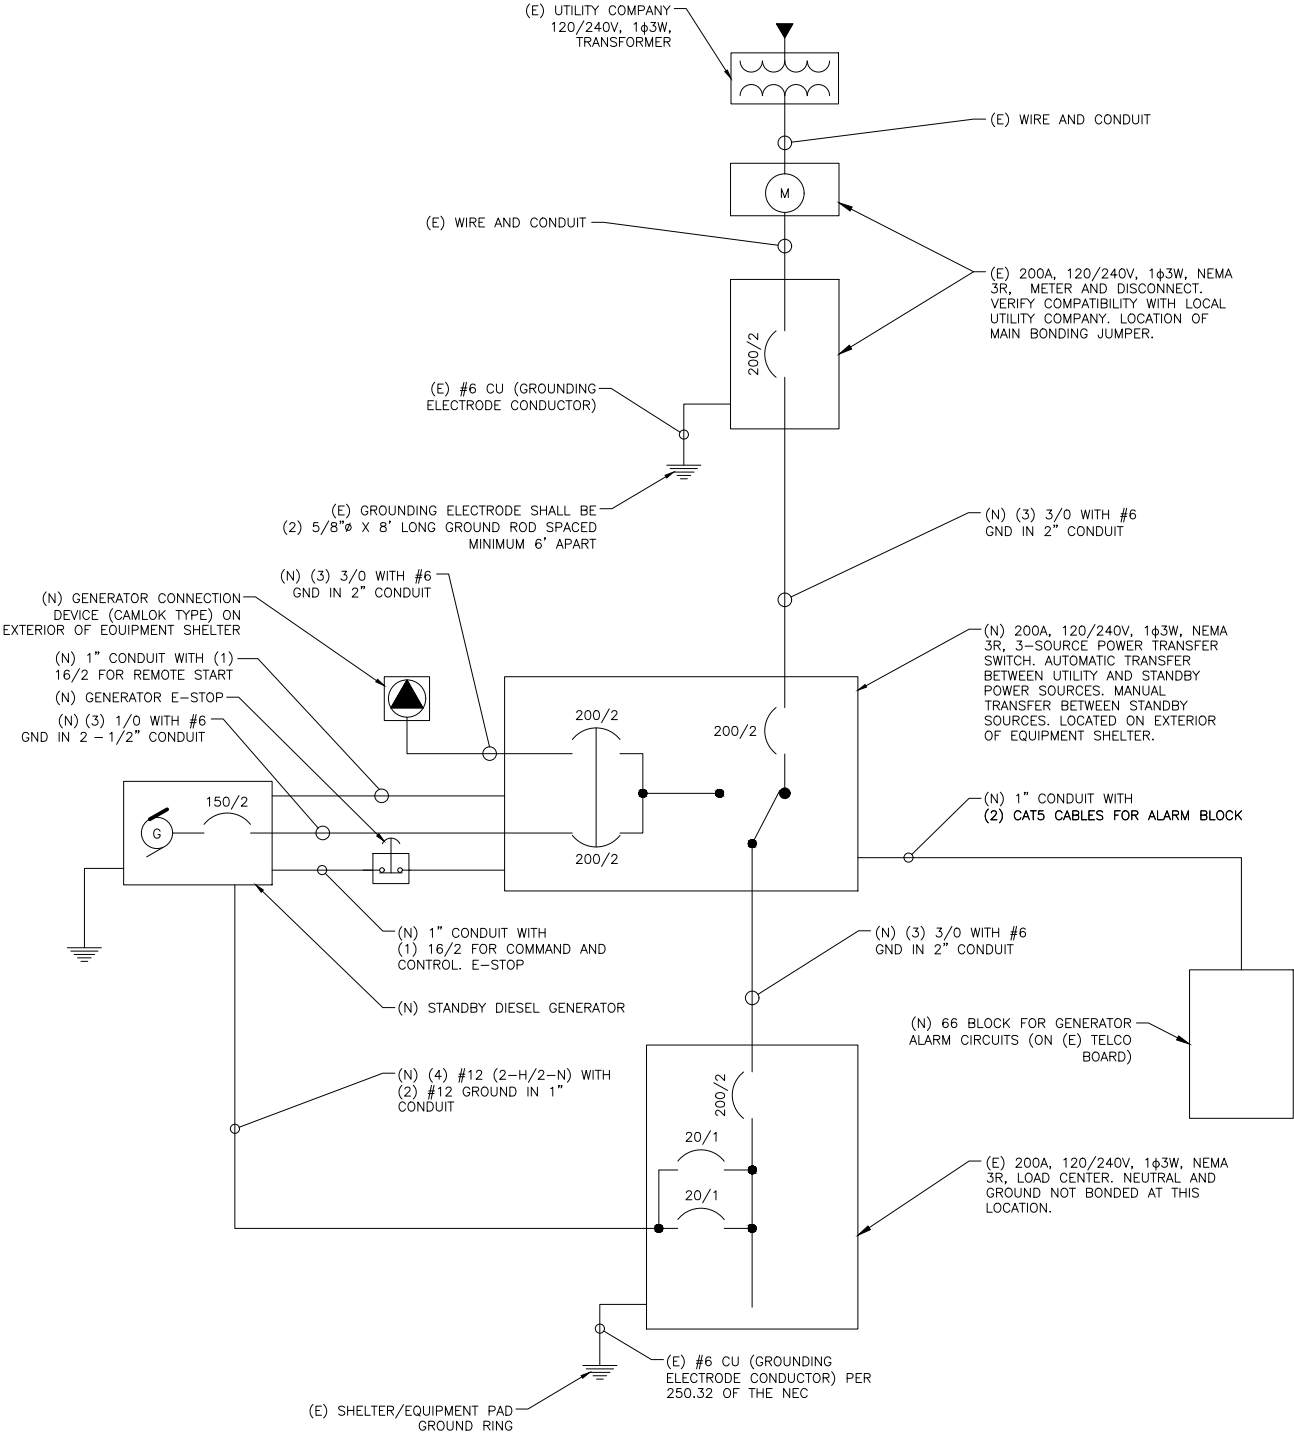 (E) UTILITY COMPANY
120/240V, 1ϕ3W,
TRANSFORMER
(E) WIRE AND CONDUIT
M
(E) WIRE AND CONDUIT
(E) 200A, 120/240V, 1ϕ3W, NEMA
3R, METER AND DISCONNECT.
VERIFY COMPATIBILITY WITH LOCAL
UTILITY COMPANY. LOCATION OF
MAIN BONDING JUMPER.
200/2
(E) #6 CU (GROUNDING
ELECTRODE CONDUCTOR)
(E) GROUNDING ELECTRODE SHALL BE
(2) 5/8"ø X 8' LONG GROUND ROD SPACED
MINIMUM 6' APART
(N) (3) 3/0 WITH #6
GND IN 2" CONDUIT
(N) (3) 3/0 WITH #6
GND IN 2" CONDUIT
(N) GENERATOR CONNECTION
DEVICE (CAMLOK TYPE) ON
EXTERIOR OF EQUIPMENT SHELTER
(N) 1" CONDUIT WITH (1)
16/2 FOR REMOTE START
(N) GENERATOR E-STOP
(N) (3) 1/0 WITH #6
GND IN 2 - 1/2" CONDUIT
(N) 200A, 120/240V, 1ϕ3W, NEMA
3R, 3-SOURCE POWER TRANSFER
SWITCH. AUTOMATIC TRANSFER
BETWEEN UTILITY AND STANDBY
POWER SOURCES. MANUAL
TRANSFER BETWEEN STANDBY
SOURCES. LOCATED ON EXTERIOR
OF EQUIPMENT SHELTER.
200/2
200/2
200/2
150/2
G
(N) 1" CONDUIT WITH
(2) CAT5 CABLES FOR ALARM BLOCK
(N) 1" CONDUIT WITH
(1) 16/2 FOR COMMAND AND
CONTROL. E-STOP
(N) STANDBY DIESEL GENERATOR
(N) (3) 3/0 WITH #6
GND IN 2" CONDUIT
(N) 66 BLOCK FOR GENERATOR
ALARM CIRCUITS (ON (E) TELCO
BOARD)
(N) (4) #12 (2-H/2-N) WITH
(2) #12 GROUND IN 1"
CONDUIT
200/2
20/1
20/1
(E) 200A, 120/240V, 1ϕ3W, NEMA
3R, LOAD CENTER. NEUTRAL AND
GROUND NOT BONDED AT THIS
LOCATION.
(E) #6 CU (GROUNDING
ELECTRODE CONDUCTOR) PER
250.32 OF THE NEC
(E) SHELTER/EQUIPMENT PAD
GROUND RING